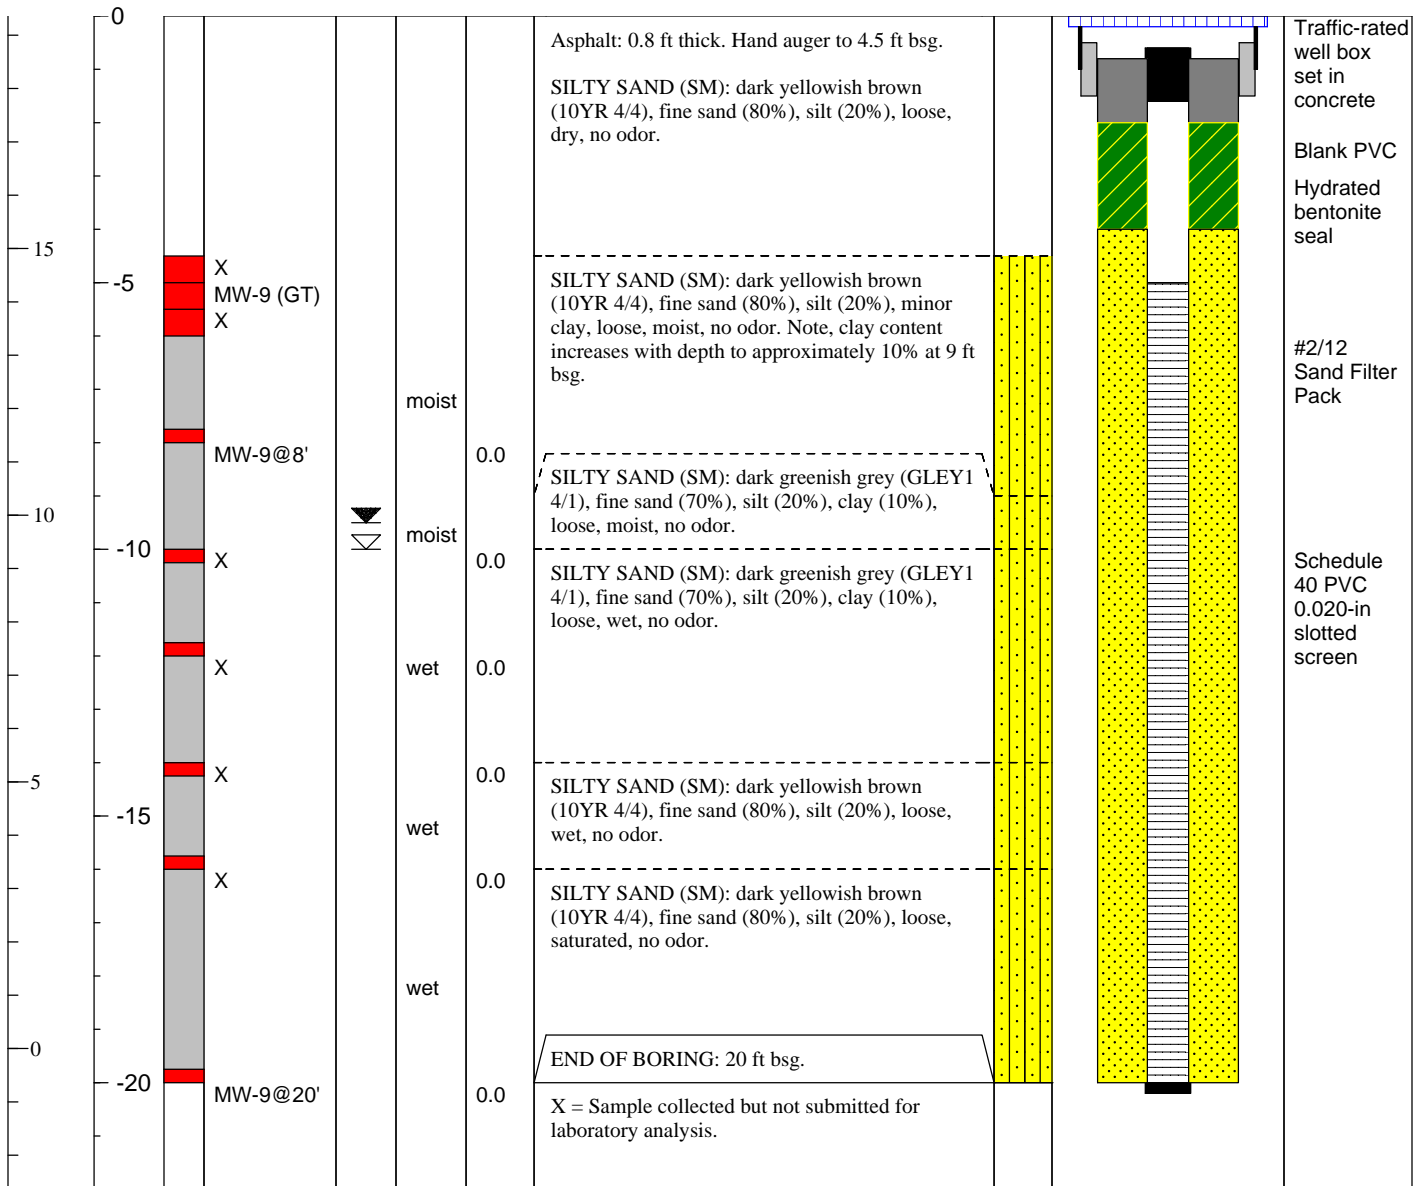 0
Asphalt: 0.8 ft thick. Hand auger to 4.5 ft bsg.
SILTY SAND (SM): dark yellowish brown
(10YR 4/4), fine sand (80%), silt (20%), loose,
dry, no odor.
Traffic-rated
well box
set in
concrete
Blank PVC
Hydrated
bentonite
seal
15
X
-5
MW-9 (GT)
X
SILTY SAND (SM): dark yellowish brown
(10YR 4/4), fine sand (80%), silt (20%), minor
clay, loose, moist, no odor. Note, clay content
increases with depth to approximately 10% at 9 ft
bsg.
#2/12
Sand Filter
Pack
moist
MW-9@8'
0.0
SILTY SAND (SM): dark greenish grey (GLEY1
4/1), fine sand (70%), silt (20%), clay (10%),
loose, moist, no odor.
10
moist
-10
X
0.0
SILTY SAND (SM): dark greenish grey (GLEY1
4/1), fine sand (70%), silt (20%), clay (10%),
loose, wet, no odor.
Schedule
40 PVC
0.020-in
slotted
screen
X
wet
0.0
X
0.0
5
SILTY SAND (SM): dark yellowish brown
(10YR 4/4), fine sand (80%), silt (20%), loose,
wet, no odor.
-15
wet
X
0.0
SILTY SAND (SM): dark yellowish brown
(10YR 4/4), fine sand (80%), silt (20%), loose,
saturated, no odor.
wet
0
END OF BORING: 20 ft bsg.
-20
MW-9@20'
0.0
X = Sample collected but not submitted for
laboratory analysis.